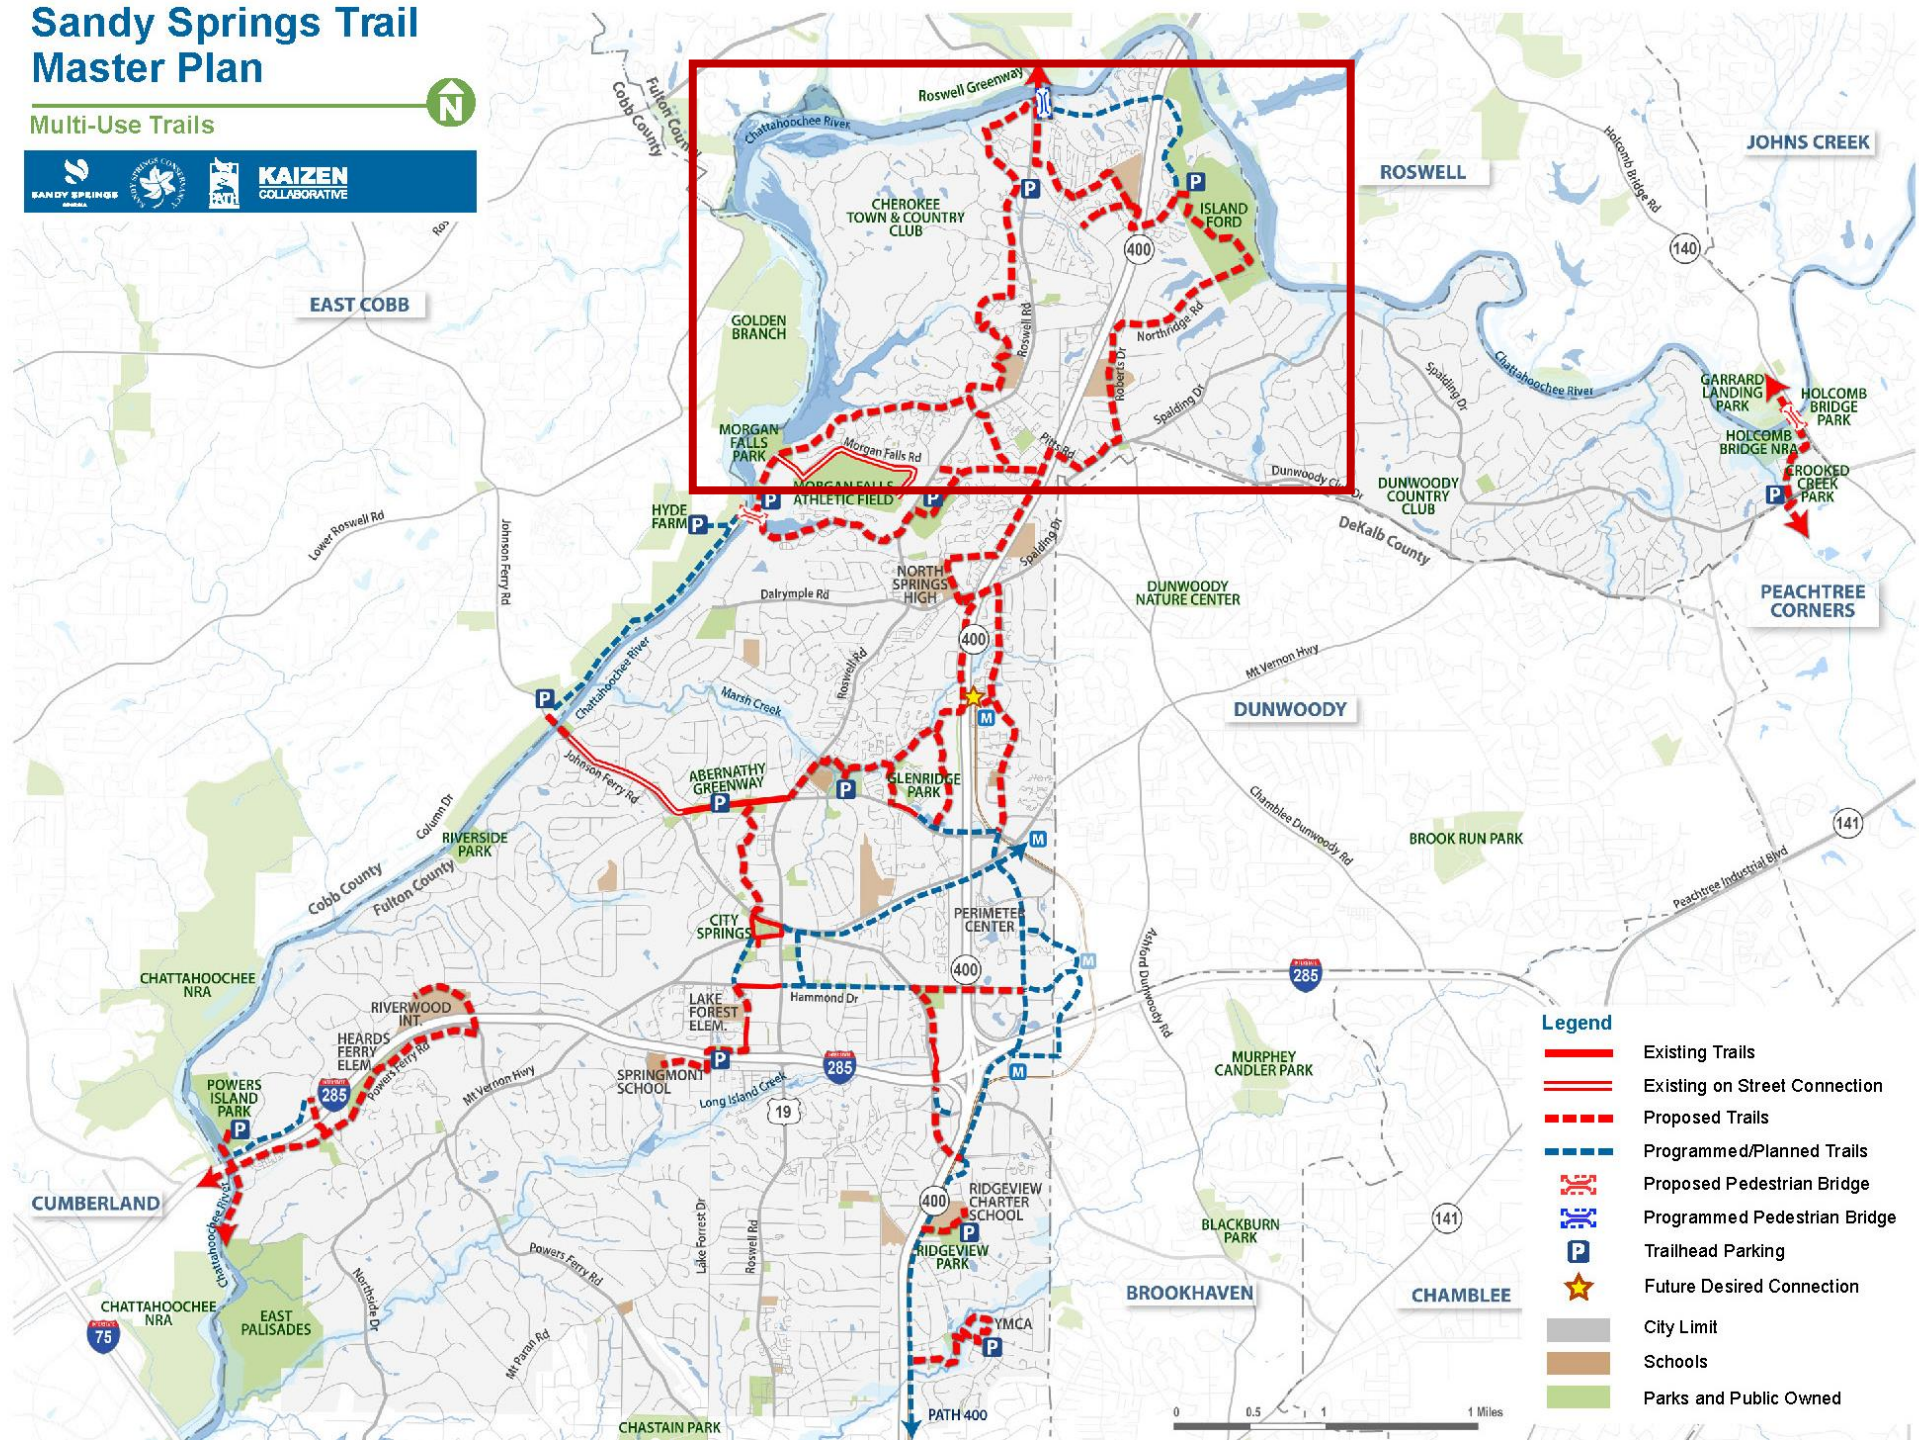 Sandy Springs Trail
Master Plan
N
Multi-Use Trails
SANDY SPRINGS
GEORGIA
SANDY SPRINGS CONSERVANCY
PATH
KAIZEN
COLLABORATIVE
Fulton County
Cobb County
Roswell Greenway
Chattahoochee River
JOHNS CREEK
ROSWELL
Holcomb Bridge Rd
140
P
P
CHEROKEE
TOWN & COUNTRY
CLUB
ISLAND
FORD
400
EAST COBB
GOLDEN
BRANCH
Roswell Rd
Northridge Rd
Roberts Dr
Spalding Dr
Spalding Dr
Chattahoochee River
GARRARD
LANDING
PARK
HOLCOMB
BRIDGE
PARK
HOLCOMB
BRIDGE NRA
CROOKED
CREEK
PARK
P
MORGAN
FALLS
PARK
Morgan Falls Rd
Pitts Rd
MORGAN FALLS
ATHLETIC FIELD
P
P
Dunwoody Club Dr
DUNWOODY
COUNTRY
CLUB
DeKalb County
HYDE
FARM
P
Lower Roswell Rd
Johnson Ferry Rd
Spalding Dr
NORTH
SPRINGS
HIGH
Dalrymple Rd
DUNWOODY
NATURE CENTER
PEACHTREE
CORNERS
400
Roswell Rd
Mt Vernon Hwy
P
Chattahoochee River
Marsh Creek
M
DUNWOODY
Johnson Ferry Rd
ABERNATHY
GREENWAY
P
P
GLENRIDGE
PARK
Column Dr
RIVERSIDE
PARK
M
Chamblee Dunwoody Rd
BROOK RUN PARK
141
Peachtree Industrial Blvd
Cobb County
Fulton County
CITY
SPRINGS
PERIMETER
CENTER
Ashford Dunwoody Rd
M
400
285
CHATTAHOOCHEE
NRA
RIVERWOOD
INT.
LAKE
FOREST
ELEM.
Hammond Dr
HEARDS
FERRY
ELEM
Powers Ferry Rd
P
SPRINGMONT
SCHOOL
285
M
MURPHEY
CANDLER PARK
POWERS
ISLAND
PARK
285
Mt Vernon Hwy
Long Island Creek
19
P
CUMBERLAND
Chattahoochee River
400
RIDGEVIEW
CHARTER
SCHOOL
P
RIDGEVIEW
PARK
BLACKBURN
PARK
141
Lake Forrest Dr
Roswell Rd
Powers Ferry Rd
Northside Dr
CHATTAHOOCHEE
NRA
EAST
PALISADES
75
Mt Paran Rd
YMCA
P
BROOKHAVEN
CHAMBLEE
CHASTAIN PARK
PATH 400
Legend
Existing Trails
Existing on Street Connection
Proposed Trails
Programmed/Planned Trails
Proposed Pedestrian Bridge
Programmed Pedestrian Bridge
P
Trailhead Parking
Future Desired Connection
City Limit
Schools
Parks and Public Owned
0 0.5 1 1 Miles